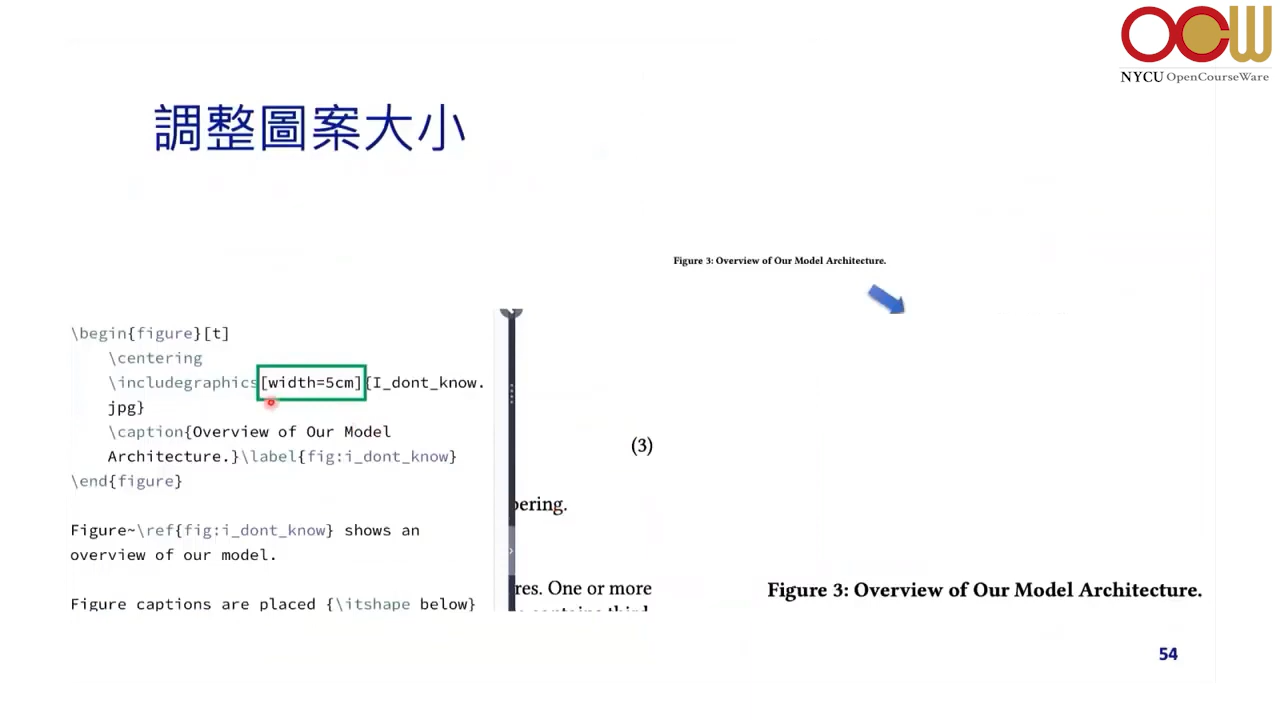 OCW
NYCU OpenCourseWare
調整圖案大小
Figure 3: Overview of Our Model Architecture.
\begin{figure}[t]
\centering
\includegraphics[width=5cm]{I_dont_know.
jpg}
\caption{Overview of Our Model
Architecture.}\label{fig:i_dont_know}
\end{figure}
Figure~\ref{fig:i_dont_know} shows an
overview of our model.
Figure captions are placed {\itshape below}
(3)
bering.
res. One or more
Figure 3: Overview of Our Model Architecture.
54